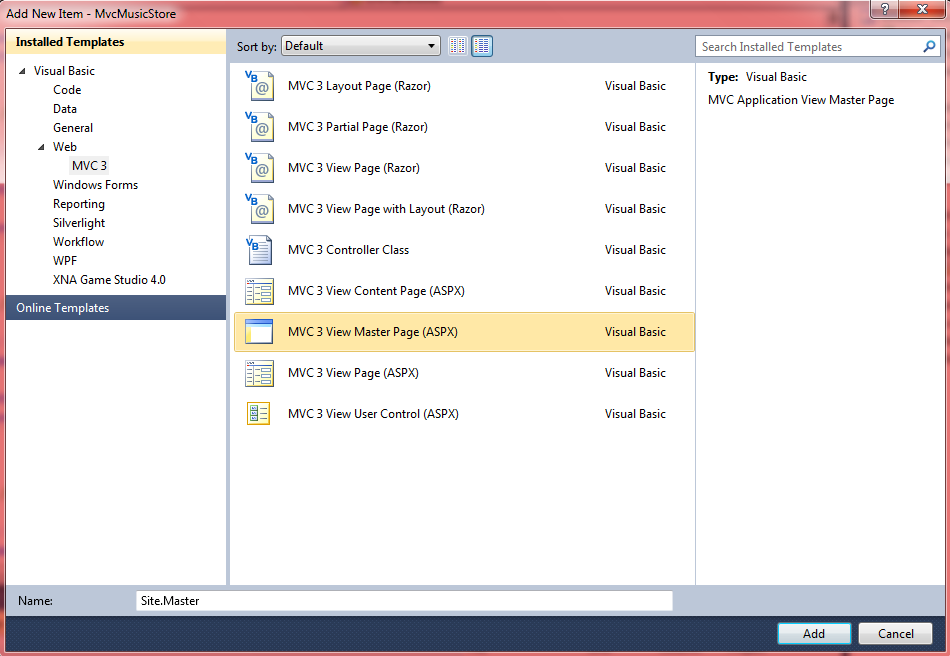 Add New Item - MvcMusicStore
?
Installed Templates
Visual Basic
Code
Data
General
Web
MVC 3
Windows Forms
Reporting
Silverlight
Workflow
WPF
XNA Game Studio 4.0
Online Templates
Sort by: Default
VB @ MVC 3 Layout Page (Razor) Visual Basic
VB @ MVC 3 Partial Page (Razor) Visual Basic
VB @ MVC 3 View Page (Razor) Visual Basic
VB @ MVC 3 View Page with Layout (Razor) Visual Basic
VB MVC 3 Controller Class Visual Basic
MVC 3 View Content Page (ASPX) Visual Basic
MVC 3 View Master Page (ASPX) Visual Basic
MVC 3 View Page (ASPX) Visual Basic
MVC 3 View User Control (ASPX) Visual Basic
Search Installed Templates
Type: Visual Basic
MVC Application View Master Page
Name: Site.Master
Add Cancel